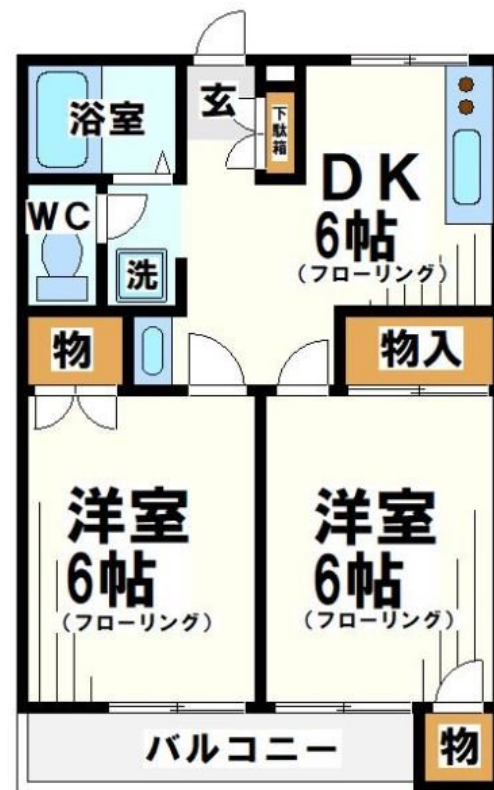 玄
浴室
下駄箱
DK
6帖
(フローリング)
WC
洗
物
物入
洋室
6帖
(フローリング)
洋室
6帖
(フローリング)
バルコニー
物